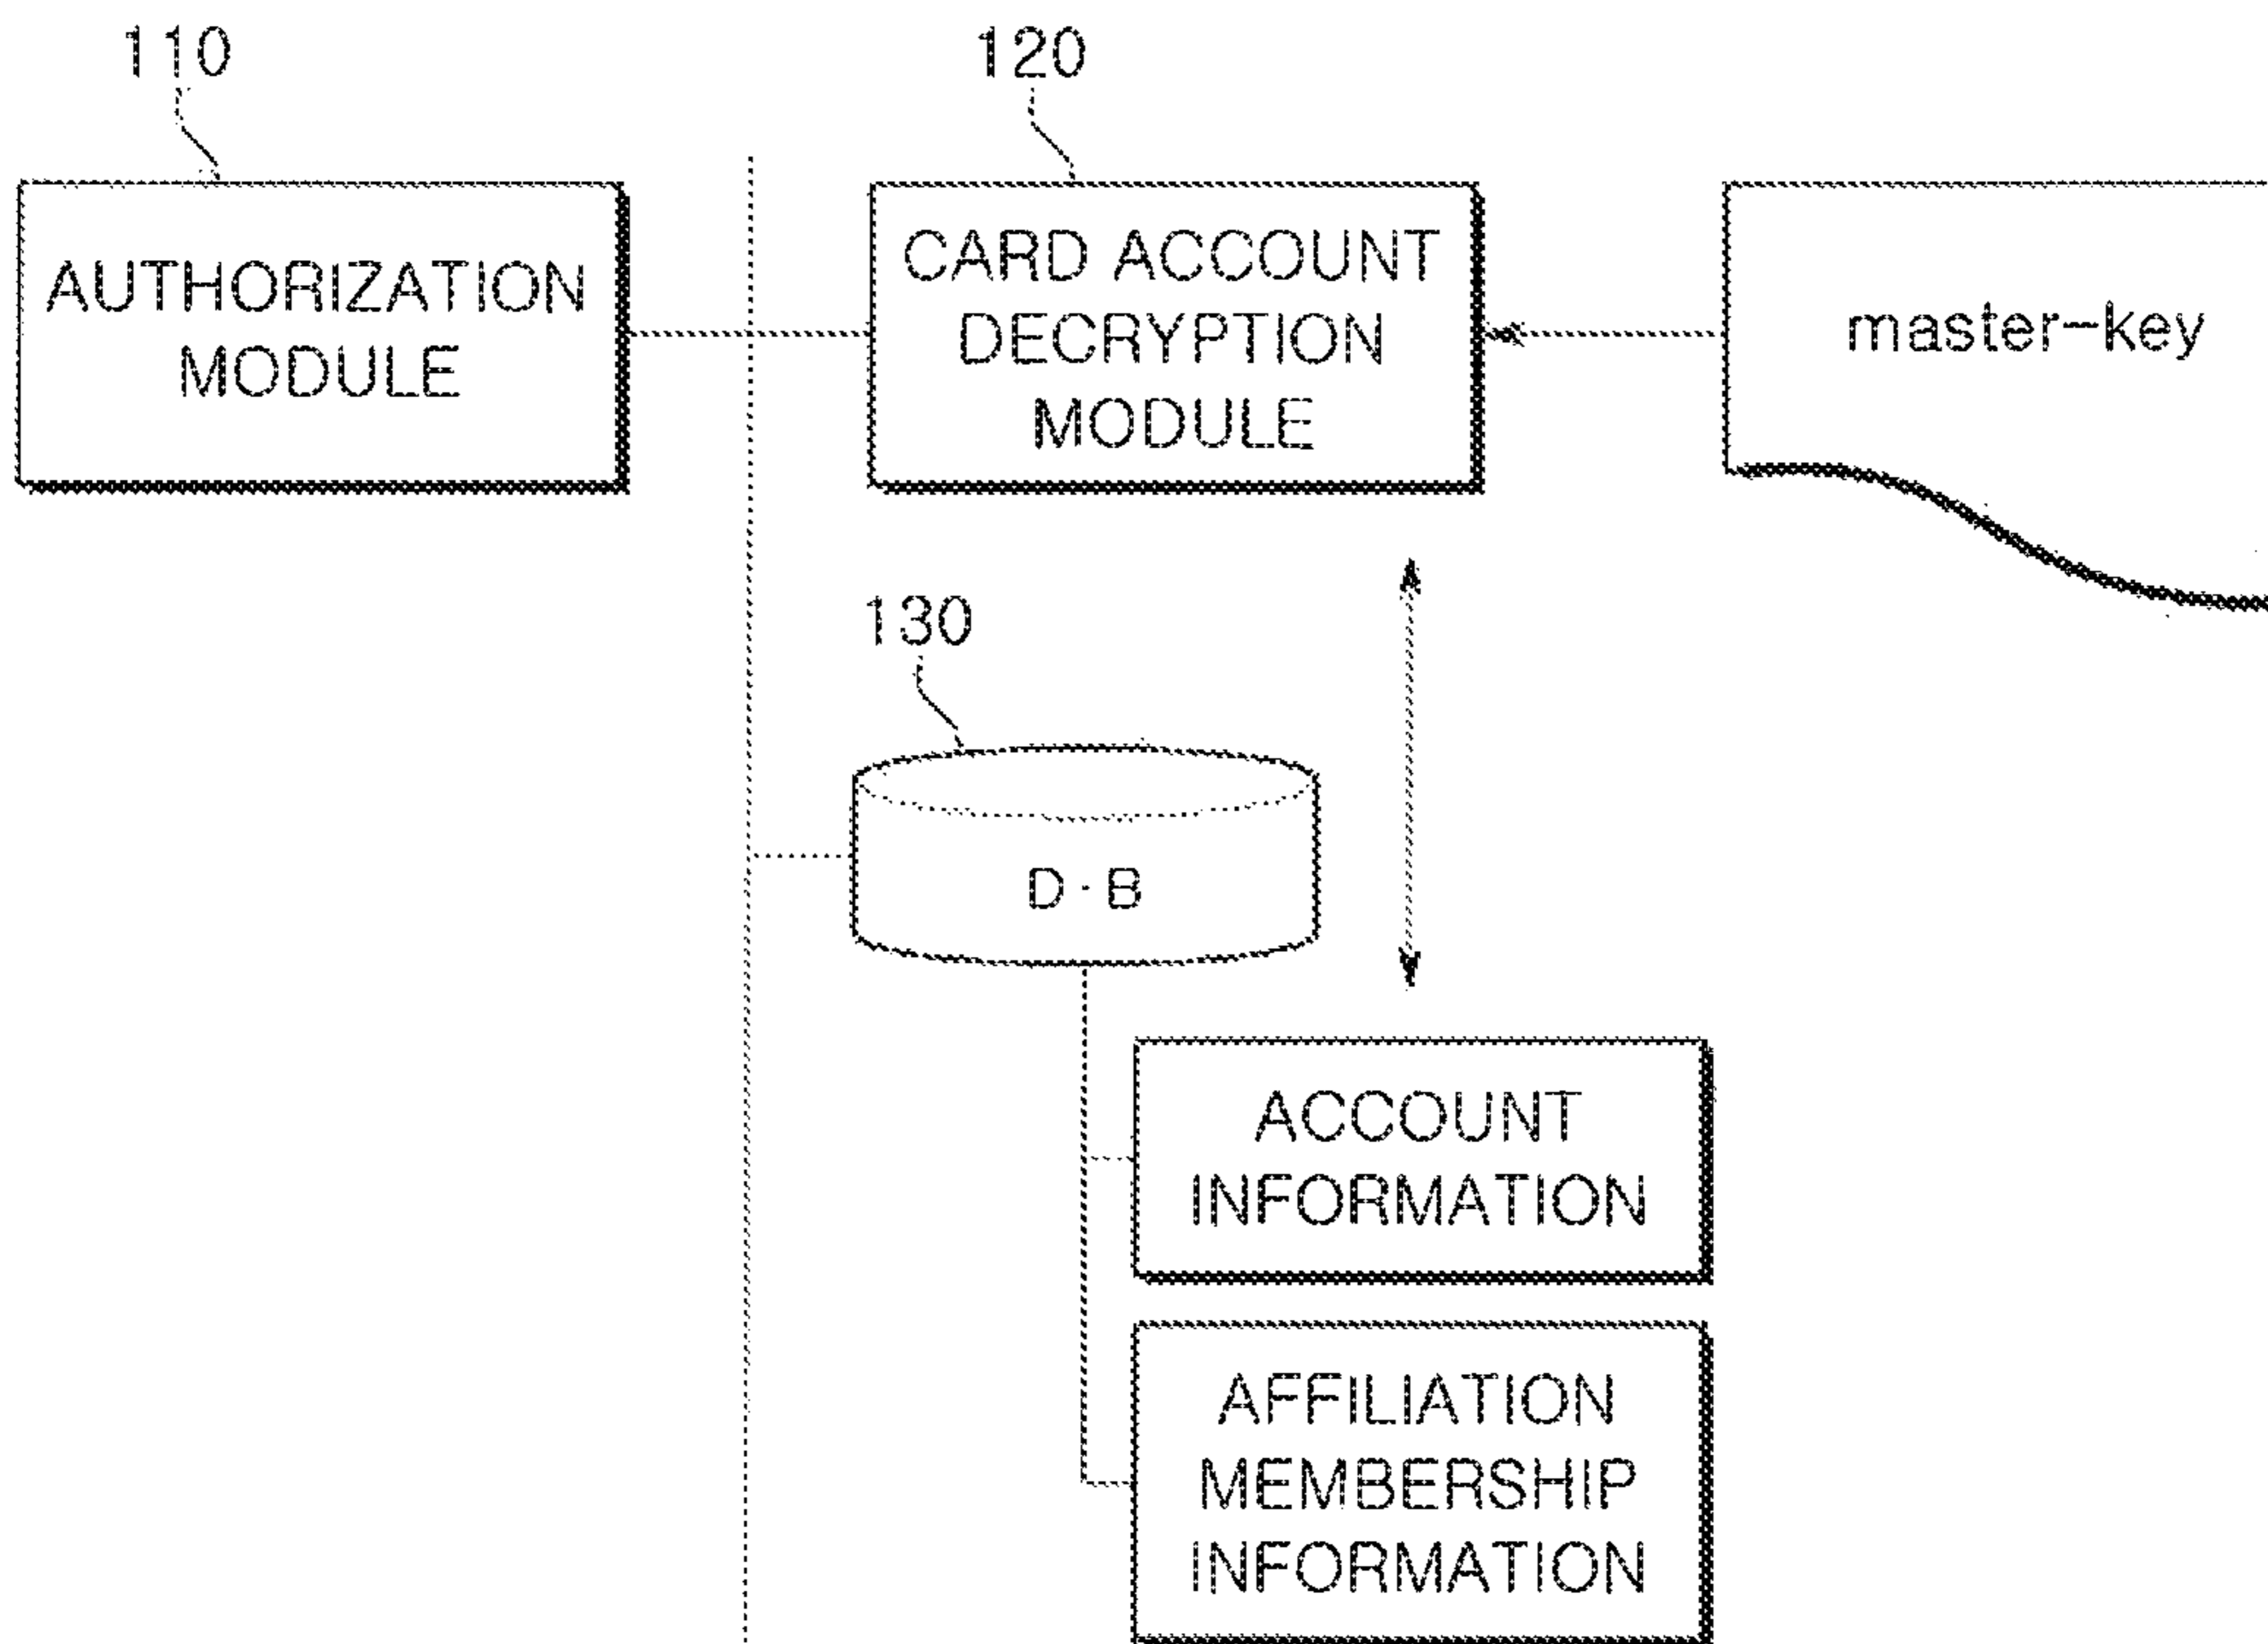 110
120
AUTHORIZATION
MODULE
CARD ACCOUNT
DECRYPTION
MODULE
master-key
130
D·B
ACCOUNT
INFORMATION
AFFILIATION
MEMBERSHIP
INFORMATION